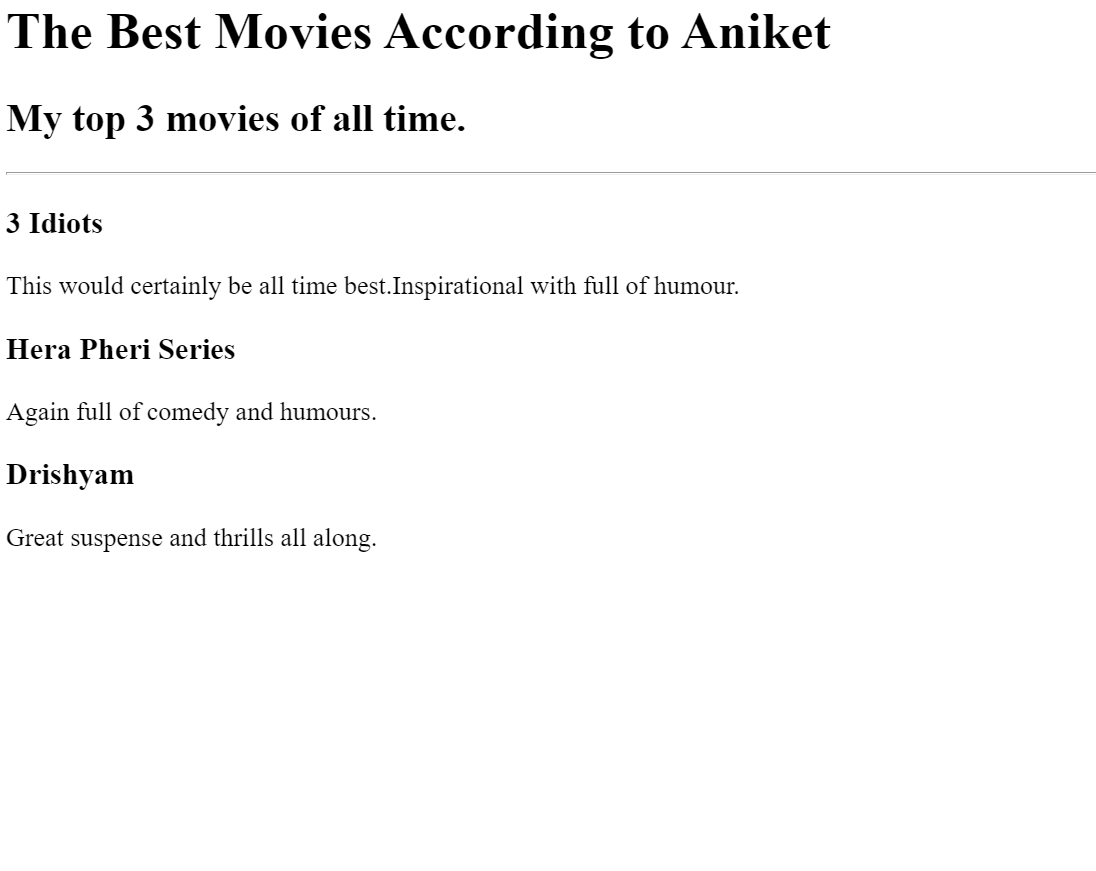 The Best Movies According to Aniket
My top 3 movies of all time.
3 Idiots
This would certainly be all time best.Inspirational with full of humour.
Hera Pheri Series
Again full of comedy and humours.
Drishyam
Great suspense and thrills all along.